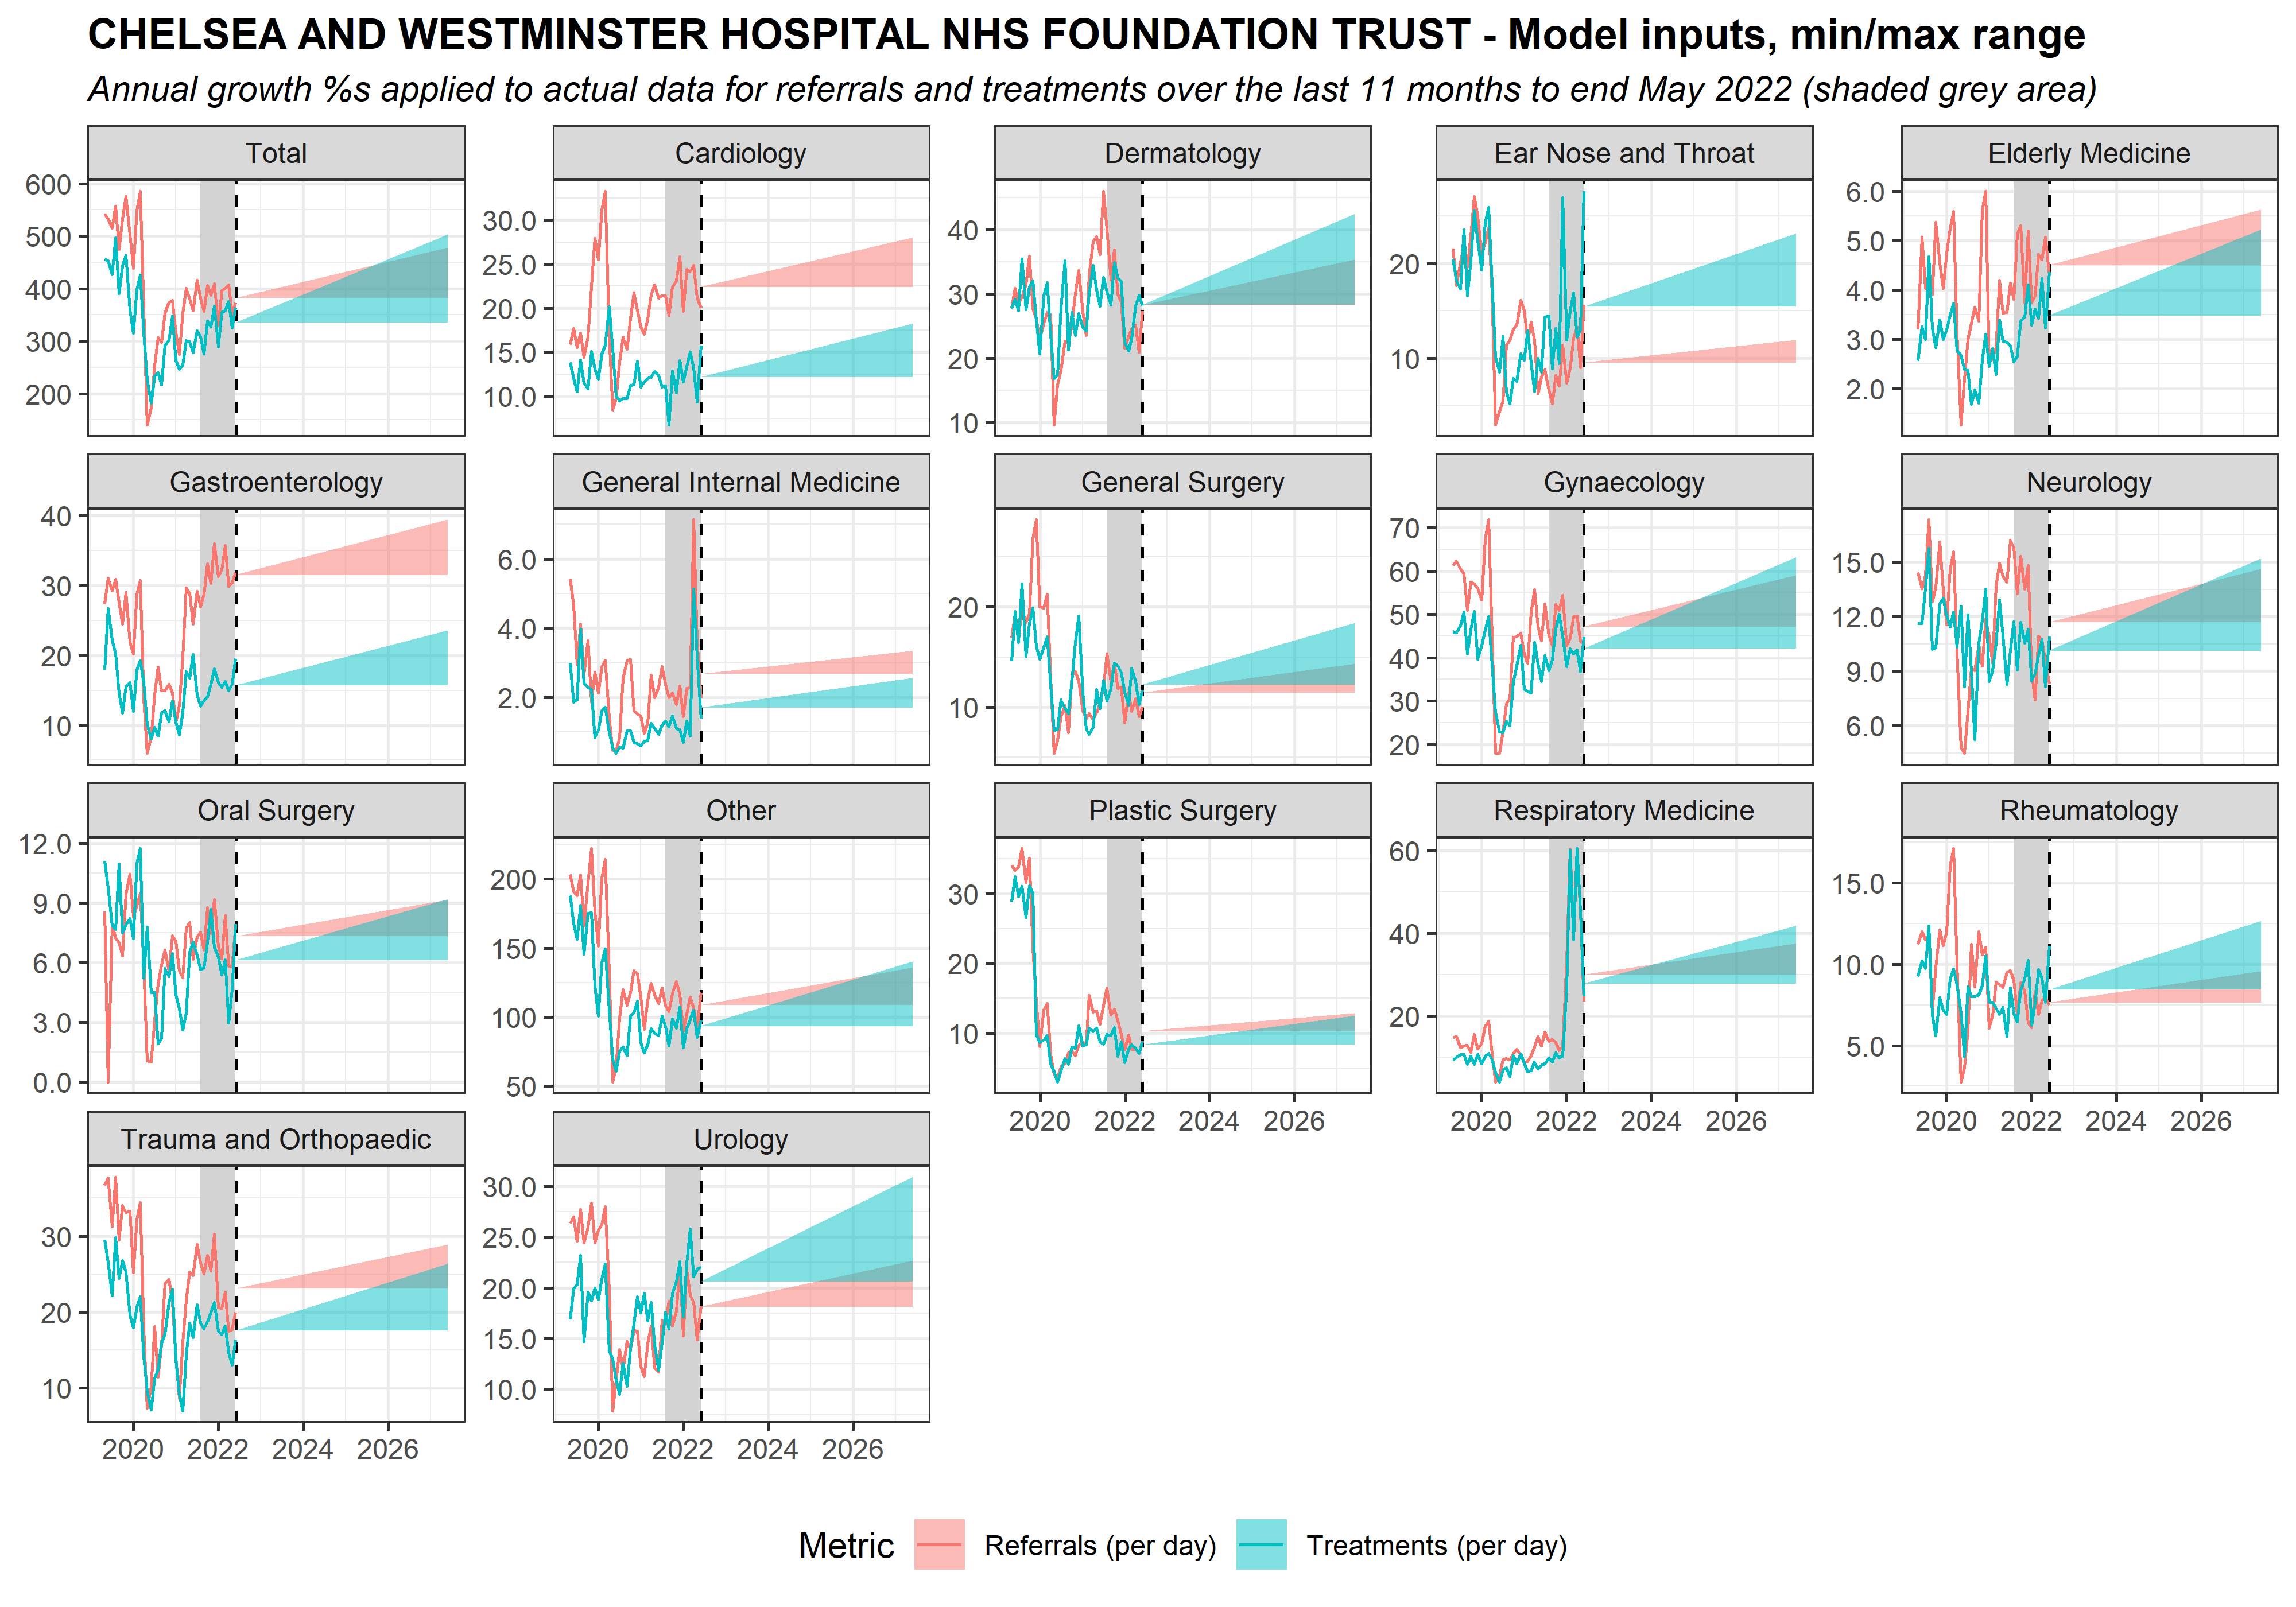 CHELSEA AND WESTMINSTER HOSPITAL NHS FOUNDATION TRUST - Model inputs, min/max range
Annual growth %s applied to actual data for referrals and treatments over the last 11 months to end May 2022 (shaded grey area)
Total
600
500
400
300
200
Cardiology
30.0
25.0
20.0
15.0
10.0
Dermatology
40
30
20
10
Ear Nose and Throat
20
10
Elderly Medicine
6.0
5.0
4.0
3.0
2.0
Gastroenterology
40
30
20
10
General Internal Medicine
6.0
4.0
2.0
General Surgery
20
10
Gynaecology
70
60
50
40
30
20
Neurology
15.0
12.0
9.0
6.0
Oral Surgery
12.0
9.0
6.0
3.0
0.0
Other
200
150
100
50
Plastic Surgery
30
20
10
2020 2022 2024 2026
Respiratory Medicine
60
40
20
2020 2022 2024 2026
Rheumatology
15.0
10.0
5.0
2020 2022 2024 2026
Trauma and Orthopaedic
30
20
10
2020 2022 2024 2026
Urology
30.0
25.0
20.0
15.0
10.0
2020 2022 2024 2026
Metric Referrals (per day) Treatments (per day)